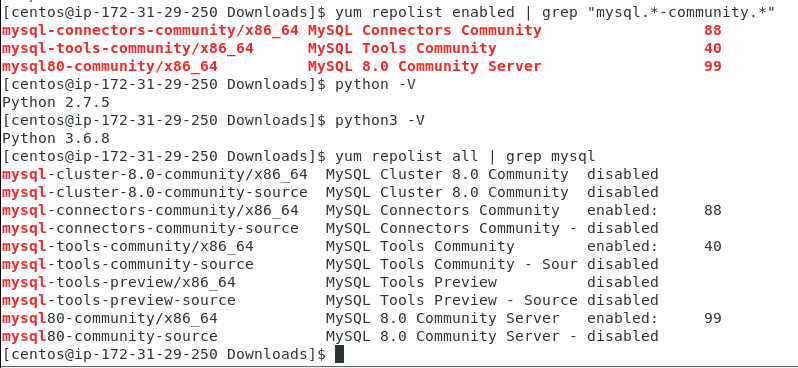 [centos@ip-172-31-29-250 Downloads]$ yum repolist enabled | grep "mysql.*-community.*"
mysql-connectors-community/x86_64 MySQL Connectors Community                  88
mysql-tools-community/x86_64      MySQL Tools Community                       40
mysql80-community/x86_64          MySQL 8.0 Community Server                  99
[centos@ip-172-31-29-250 Downloads]$ python -V
Python 2.7.5
[centos@ip-172-31-29-250 Downloads]$ python3 -V
Python 3.6.8
[centos@ip-172-31-29-250 Downloads]$ yum repolist all | grep mysql
mysql-cluster-8.0-community/x86_64  MySQL Cluster 8.0 Community  disabled
mysql-cluster-8.0-community-source  MySQL Cluster 8.0 Community  disabled
mysql-connectors-community/x86_64   MySQL Connectors Community   enabled:     88
mysql-connectors-community-source   MySQL Connectors Community - disabled
mysql-tools-community/x86_64        MySQL Tools Community        enabled:     40
mysql-tools-community-source        MySQL Tools Community - Sour disabled
mysql-tools-preview/x86_64          MySQL Tools Preview          disabled
mysql-tools-preview-source          MySQL Tools Preview - Source disabled
mysql80-community/x86_64            MySQL 8.0 Community Server   enabled:     99
mysql80-community-source            MySQL 8.0 Community Server - disabled
[centos@ip-172-31-29-250 Downloads]$